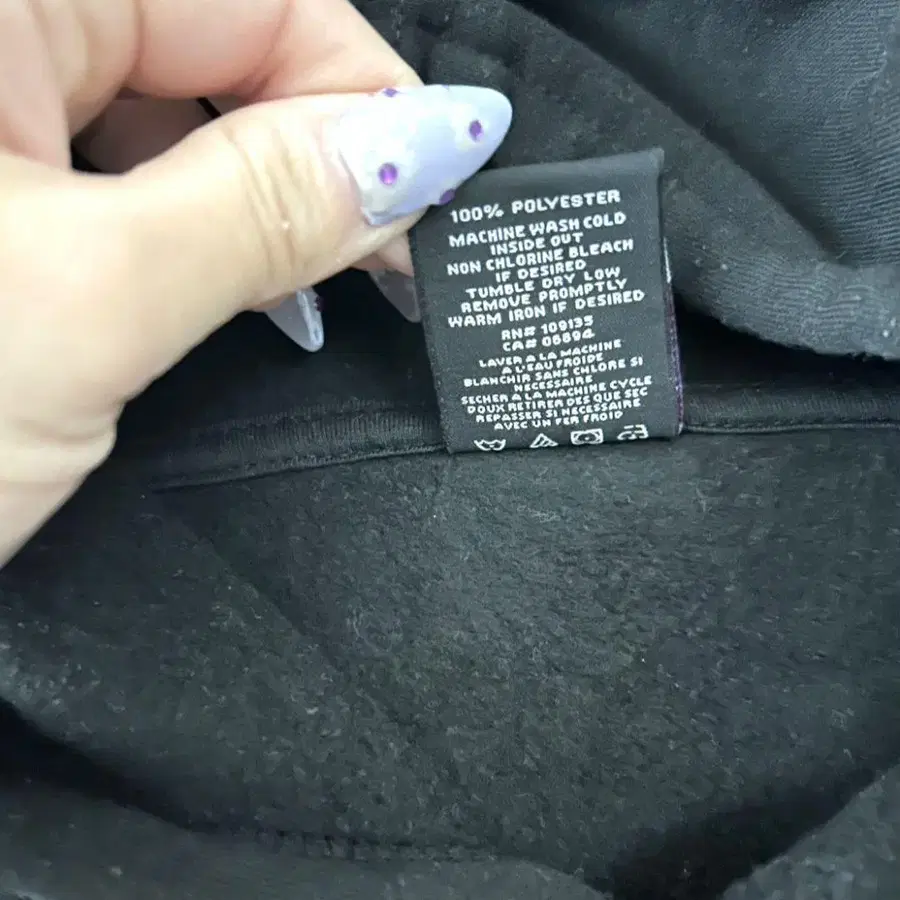 100% POLYESTER
MACHINE WASH COLD
INSIDE OUT
NON CHLORINE BLEACH
IF DESIRED
TUMBLE DRY LOW
REMOVE PROMPTLY
WARM IRON IF DESIRED
RN# 109135
CA# 06894
LAVER A LA MACHINE
A L'EAU FROIDE
BLANCHIR SANS CHLORE SI
NECESSAIRE
SECHER A LA MACHINE CYCLE
DOUX RETIRER DES QUE SEC
REPASSER SI NECESSAIRE
AVEC UN FER FROID